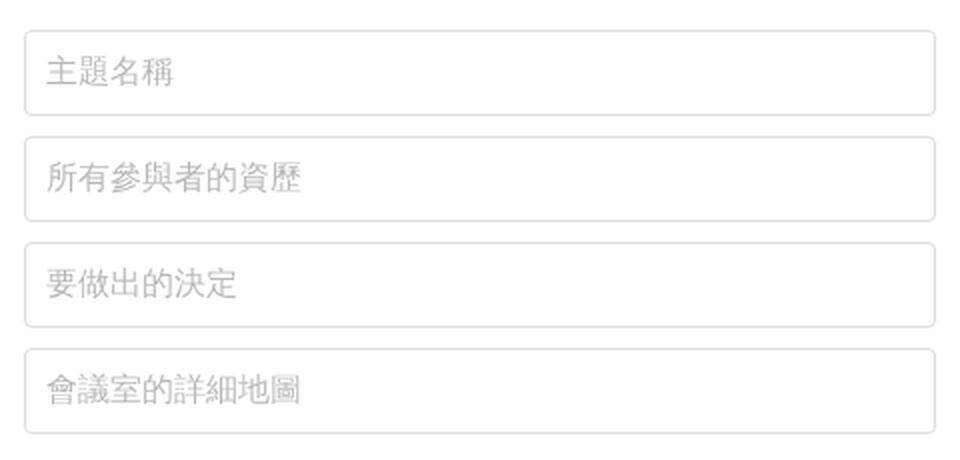 主題名稱
所有參與者的資歷
要做出的決定
會議室的詳細地圖